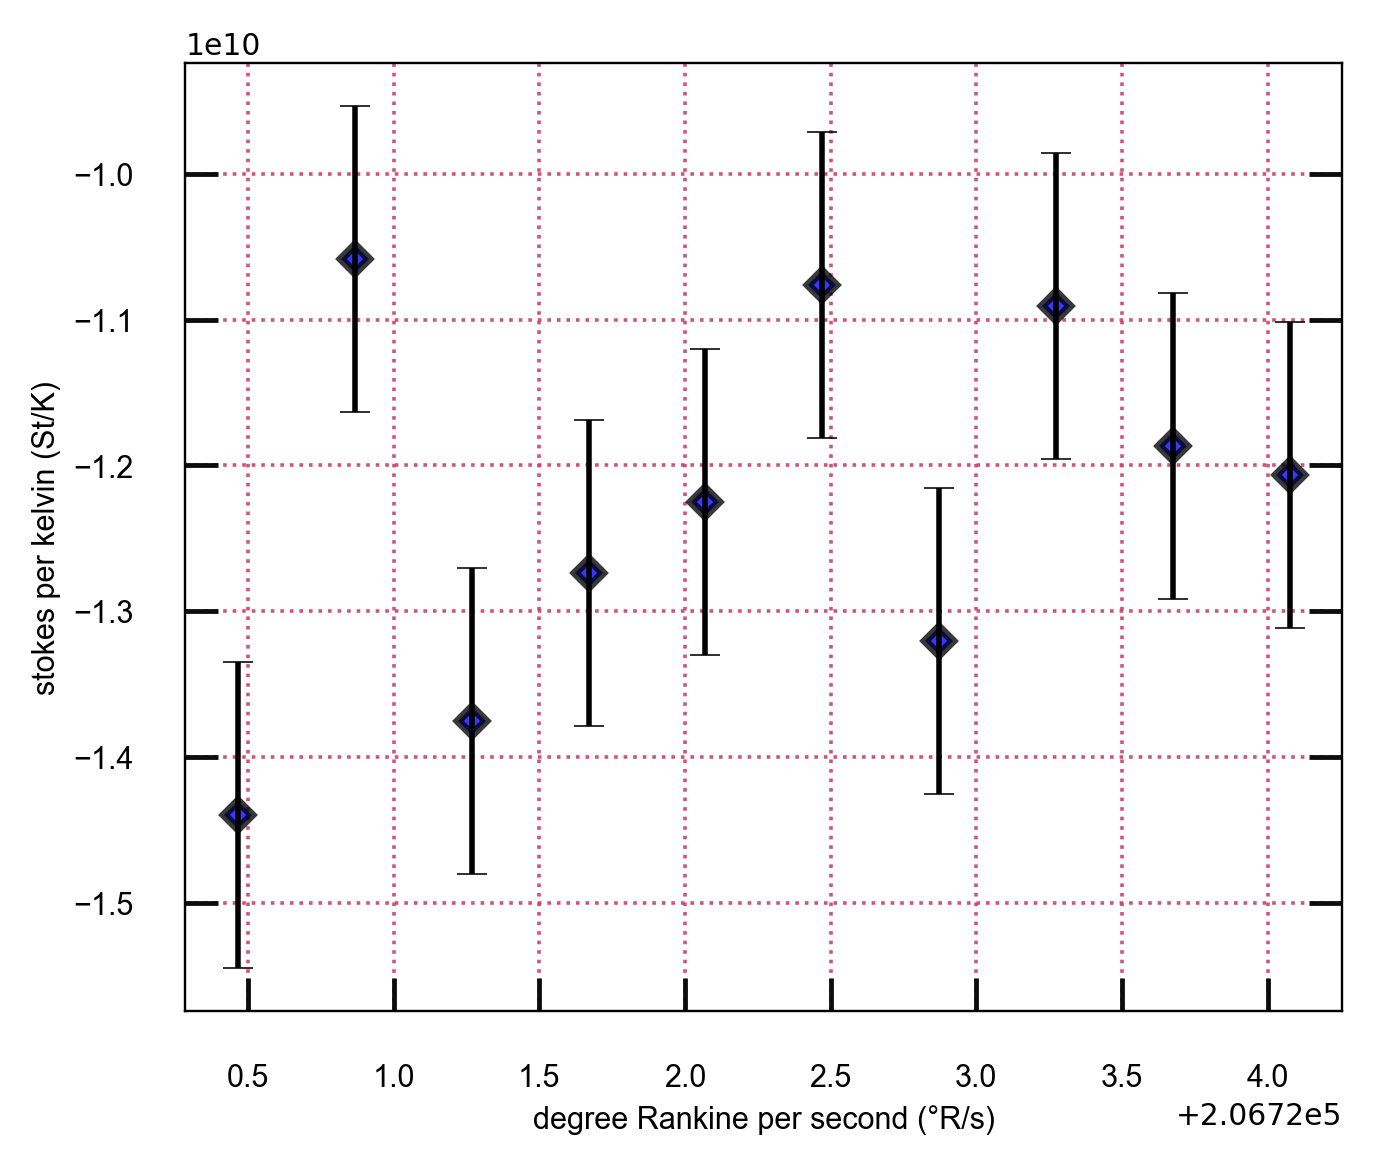 1e10
−1.0
−1.1
−1.2
−1.3
−1.4
−1.5
stokes per kelvin (St/K)
0.5 1.0 1.5 2.0 2.5 3.0 3.5 4.0
degree Rankine per second (°R/s)
+2.0672e5